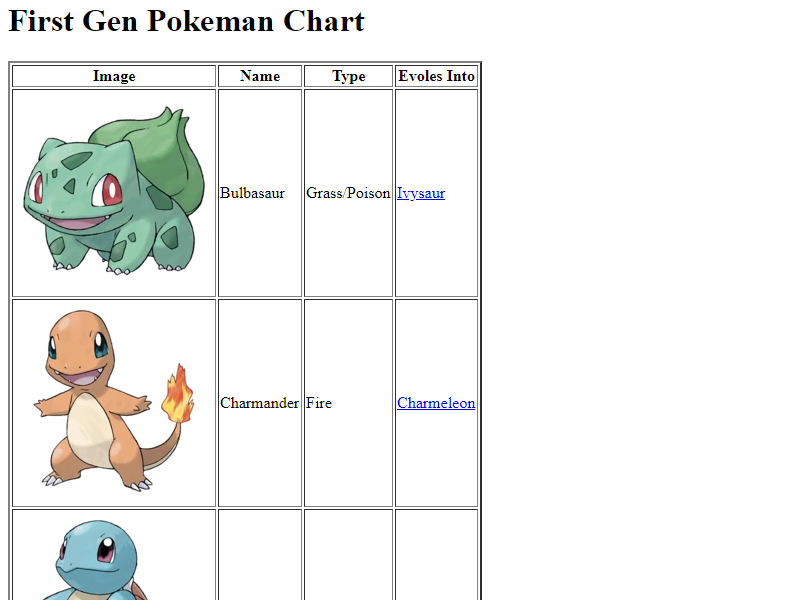 First Gen Pokeman Chart
Image Name Type Evoles Into
Bulbasaur Grass/Poison Ivysaur
Charmander Fire Charmeleon